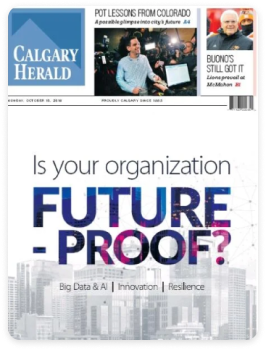 POT LESSONS FROM COLORADO
A possible glimpse into city's future A4
CALGARY
HERALD
BUONO'S
STILL GOT IT
Lions prevail at
McMahon B1
PROUDLY CALGARY SINCE 1883
Is your organization
FUTURE
- PROOF?
Big Data & AI | Innovation | Resilience